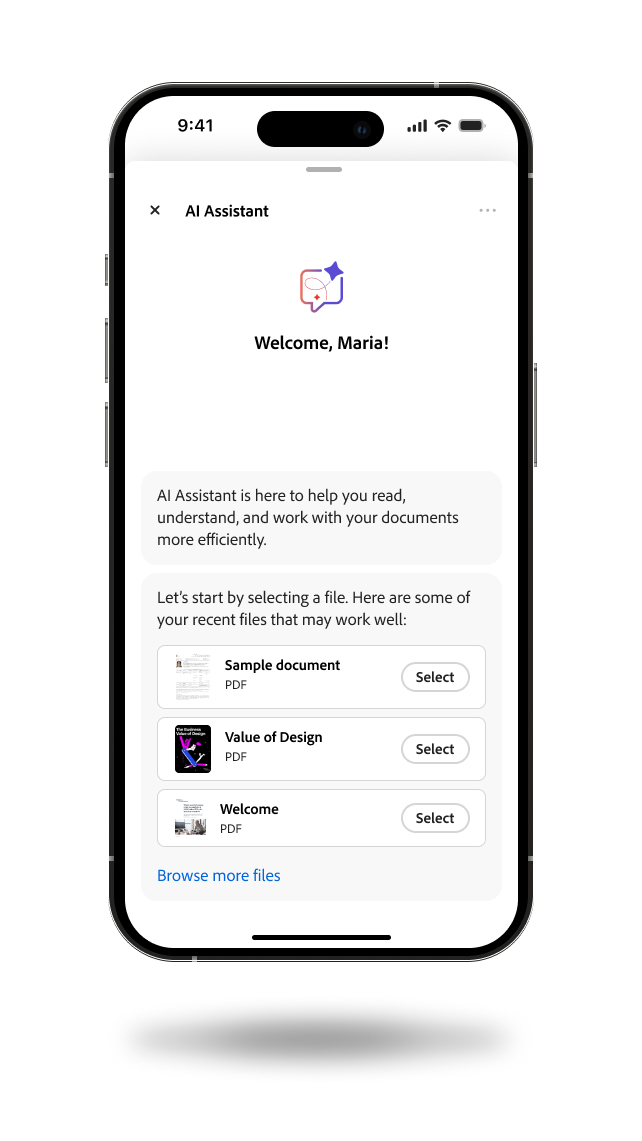 9:41
AI Assistant
Welcome, Maria!
AI Assistant is here to help you read,
understand, and work with your documents
more efficiently.
Let's start by selecting a file. Here are some of
your recent files that may work well:
Sample document
PDF
Select
The Business
Value of Design
Value of Design
PDF
Select
Welcome
PDF
Select
Browse more files